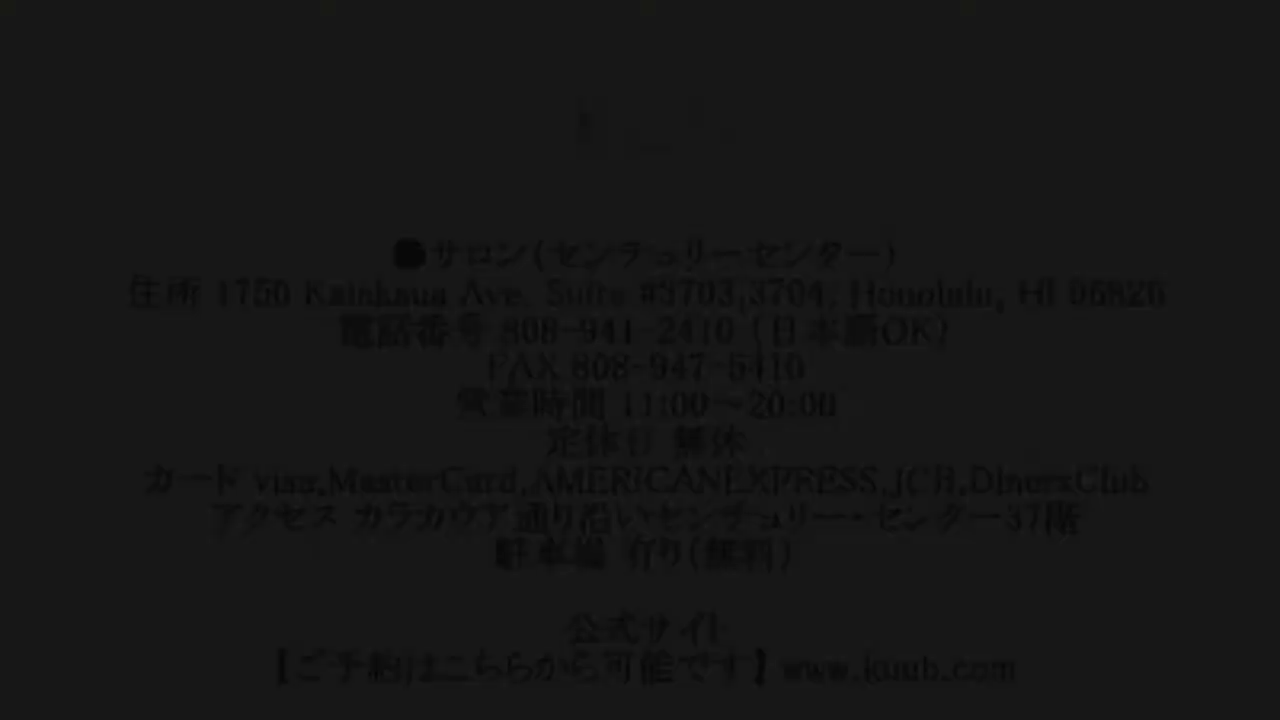 ●サロン(センチュリーセンター)
住所 1750 Kalakaua Ave. Suite #3703,3704, Honolulu, HI 96826
電話番号 808-941-2410 (日本語OK)
FAX 808-947-5410
営業時間 11:00～20:00
定休日 無休
カード visa,MasterCard,AMERICANEXPRESS,JCB,DinersClub
アクセス カラカウア通り沿いセンチュリー・センター37階
駐車場 有り(無料)
公式サイト
【ご予約はこちらから可能です】